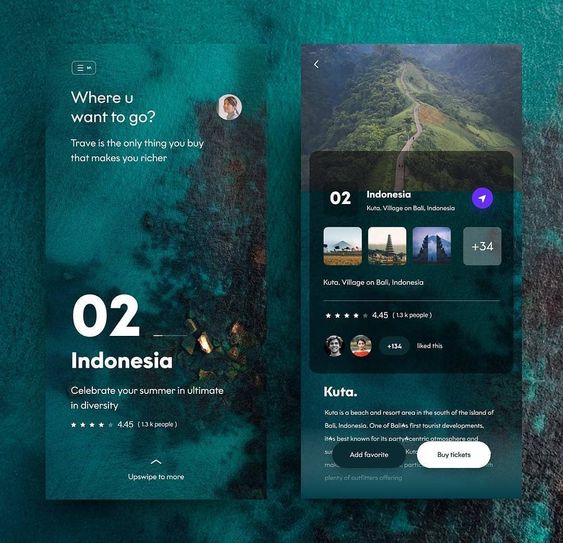 Where u
want to go?
Trave is the only thing you buy
that makes you richer
02
Indonesia
Celebrate your summer in ultimate
in diversity
4.45 ( 1.3 k people )
Upswipe to more
02
Indonesia
Kuta. Village on Bali, Indonesia
+34
Kuta. Village on Bali, Indonesia
4.45 ( 1.3 k people )
+134 liked this
Kuta.
Kuta is a beach and resort area in the south of the island of
Bali, Indonesia. One of Bali's first tourist developments,
it's best known for its party-centric atmosphere and
Add favorite
Buy tickets
plenty of outfitters offering